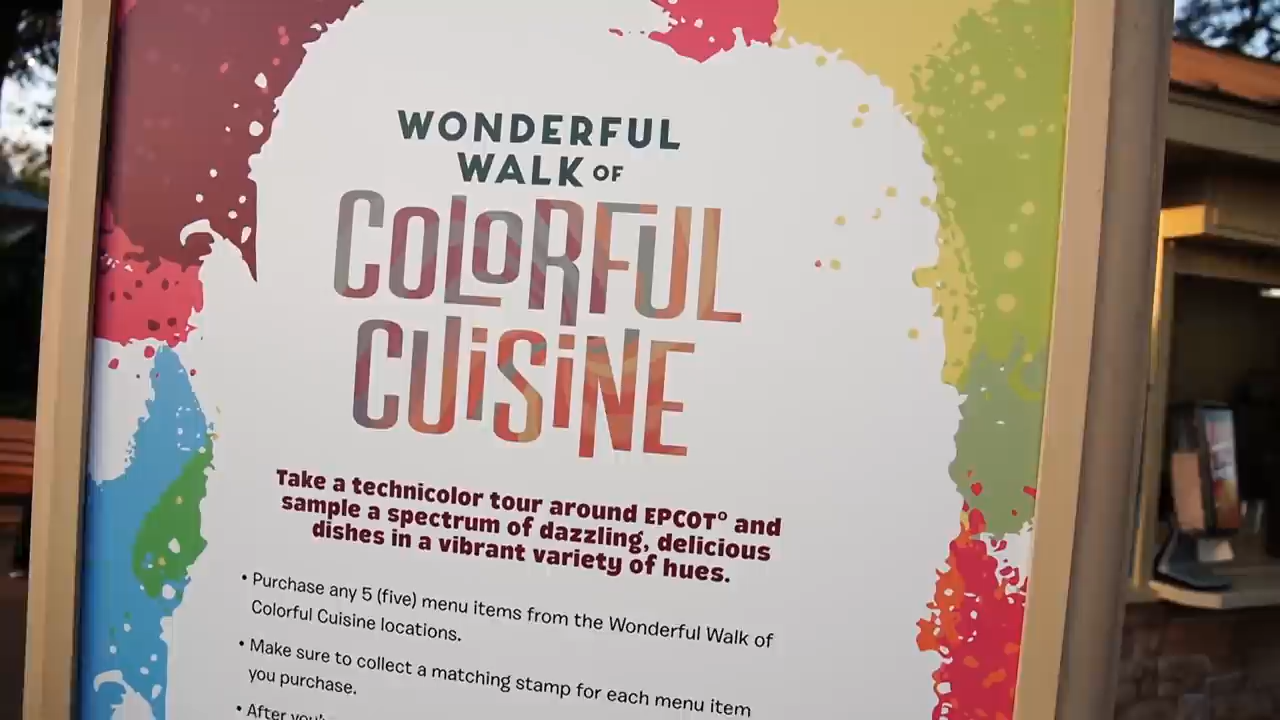 WONDERFUL
WALK OF
COLORFUL
CUISINE
Take a technicolor tour around EPCOT® and
sample a spectrum of dazzling, delicious
dishes in a vibrant variety of hues.
• Purchase any 5 (five) menu items from the Wonderful Walk of
Colorful Cuisine locations.
• Make sure to collect a matching stamp for each menu item
you purchase.
• After